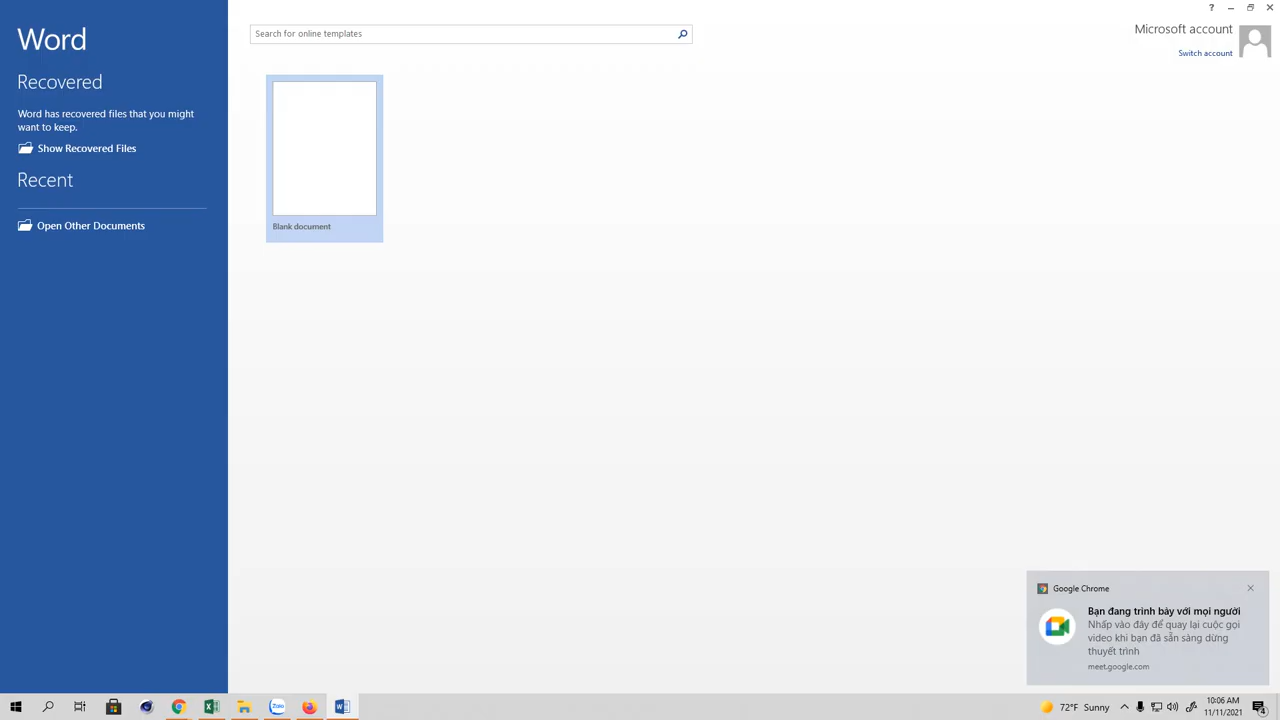 ?
Word
Search for online templates
Microsoft account
Switch account
Recovered
Word has recovered files that you might
want to keep.
Show Recovered Files
Recent
Open Other Documents
Blank document
Google Chrome
Bạn đang trình bày với mọi người
Nhấp vào đây để quay lại cuộc gọi
video khi bạn đã sẵn sàng dừng
thuyết trình
meet.google.com
Zalo
72°F Sunny
10:06 AM
11/11/2021
4